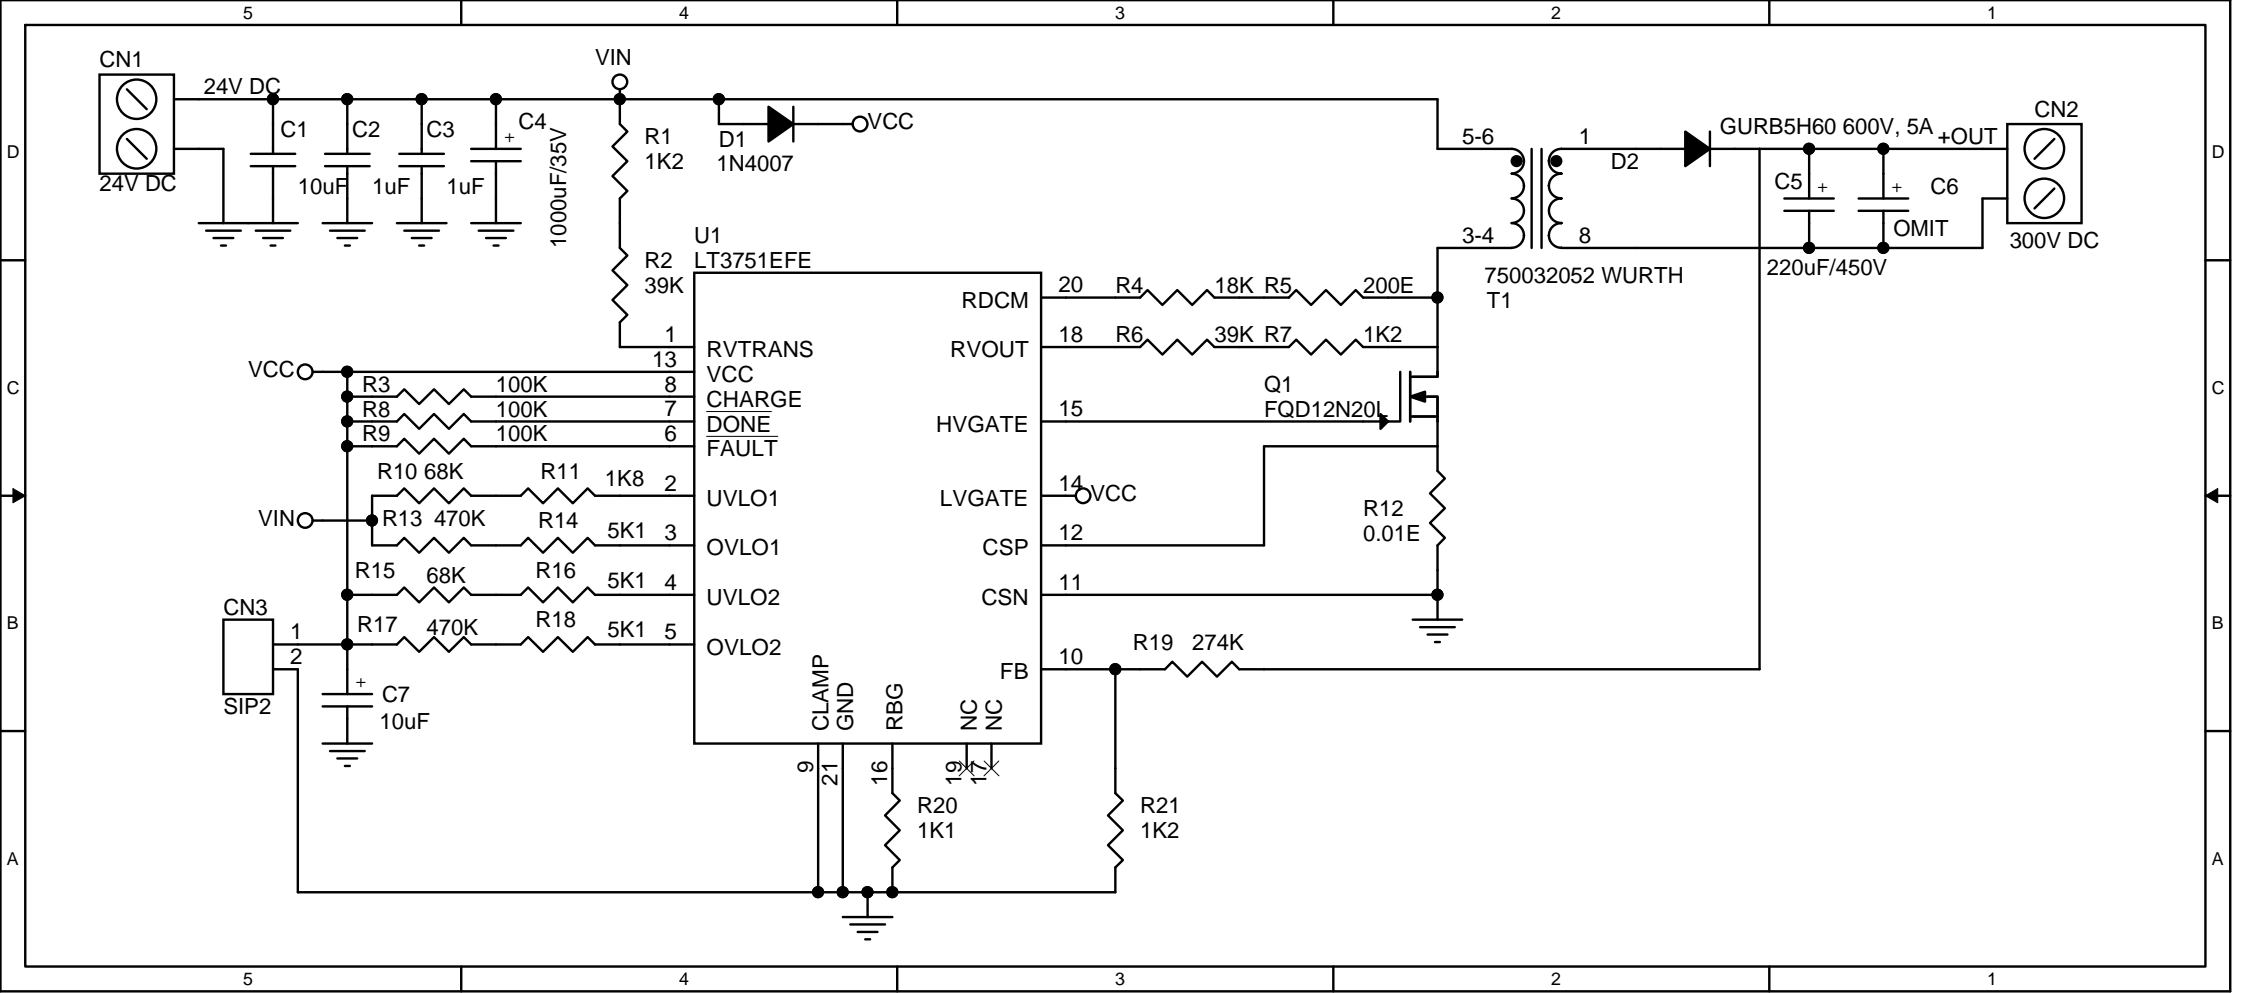 5 4 3 2 1
CN1
24V DC
24V DC
VIN
C1
10uF
C2
1uF
C3
1uF
C4
+
1000uF/35V
R1
1K2
D1
1N4007
VCC
R2
39K
5-6
3-4
1
8
D2
GURB5H60 600V, 5A
+OUT
CN2
C5
+
+
C6
OMIT
300V DC
220uF/450V
750032052 WURTH
T1
D
D
U1
LT3751EFE
RDCM
20
R4
18K
R5
200E
RVOUT
18
R6
39K
R7
1K2
1
RVTRANS
VCC
13
VCC
R3
100K
8
CHARGE
R8
100K
7
DONE
R9
100K
6
FAULT
C
C
HVGATE
15
Q1
FQD12N20L
R10 68K
R11
1K8
2
UVLO1
LVGATE
14
VCC
VIN
R13 470K
R14
5K1
3
OVLO1
CSP
12
R12
0.01E
R15
68K
R16
5K1
4
UVLO2
CSN
11
CN3
1
2
SIP2
R17
470K
R18
5K1
5
OVLO2
FB
10
R19 274K
B
B
+
C7
10uF
CLAMP
GND
RBG
NC
NC
9
21
16
19
17
R20
1K1
R21
1K2
A
A
5 4 3 2 1